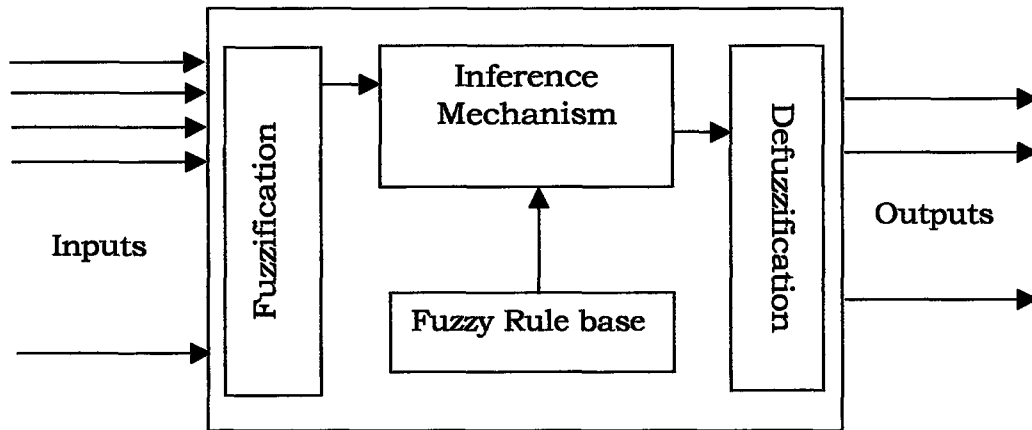 Inputs
Fuzzification
Inference
Mechanism
Fuzzy Rule base
Defuzzification
Outputs